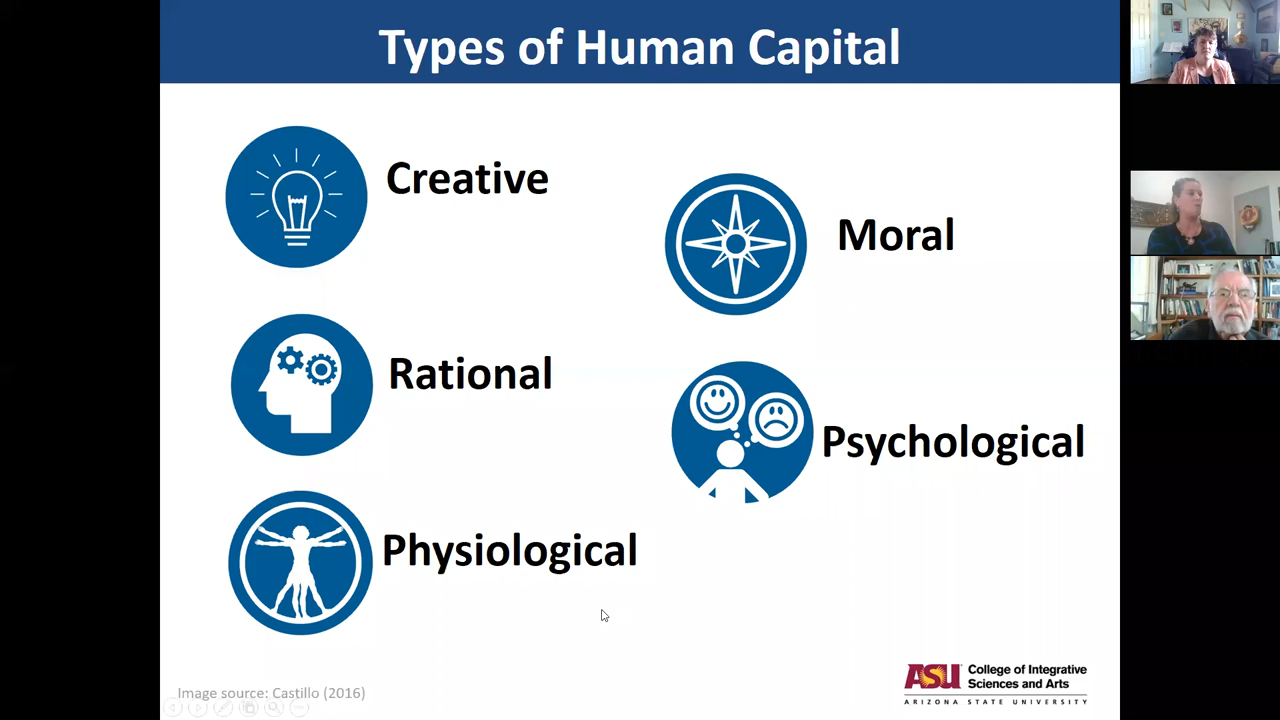 Types of Human Capital
Creative
Rational
Physiological
Moral
Psychological
Image source: Castillo (2016)
ASU College of Integrative
Sciences and Arts
ARIZONA STATE UNIVERSITY